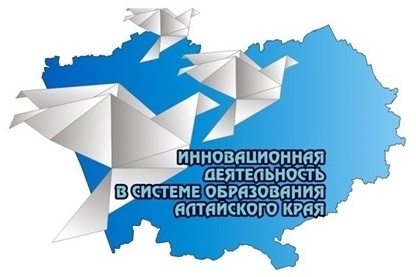 ИННОВАЦИОННАЯ
ДЕЯТЕЛЬНОСТЬ
В СИСТЕМЕ ОБРАЗОВАНИЯ
АЛТАЙСКОГО КРАЯ